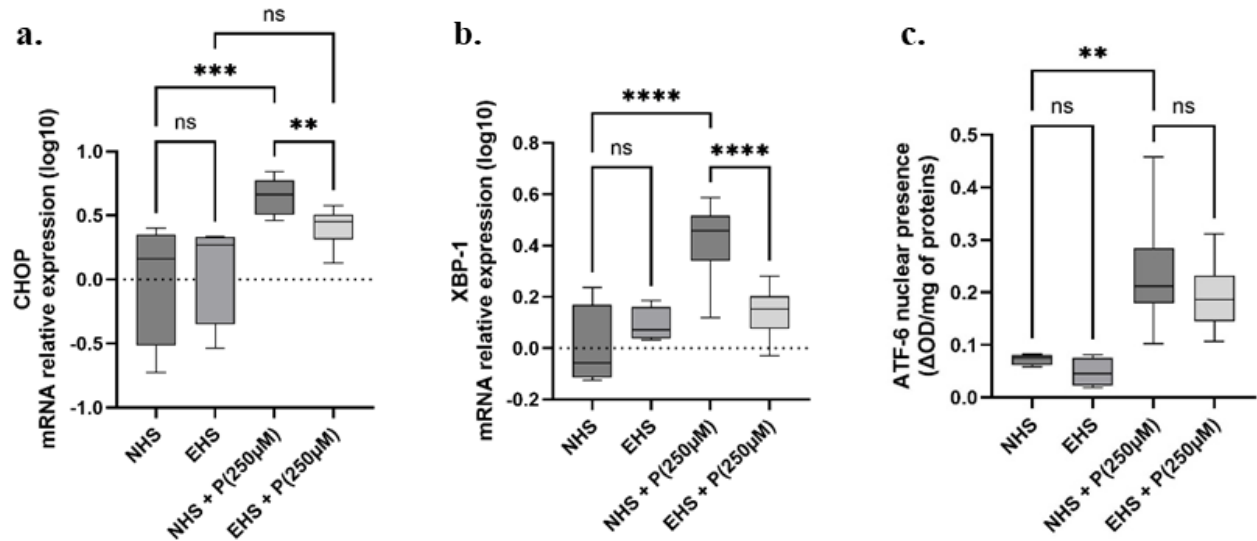 a.
ns
***
ns
**
CHOP
mRNA relative expression (log10)
1.0
0.5
0.0
-0.5
-1.0
NHS
EHS
NHS + P(250µM)
EHS + P(250µM)
b.
****
ns
****
XBP-1
mRNA relative expression (log10)
0.8
0.6
0.4
0.2
0.0
-0.2
NHS
EHS
NHS + P(250µM)
EHS + P(250µM)
c.
**
ns
ns
ATF-6 nuclear presence
(ΔOD/mg of proteins)
0.5
0.4
0.3
0.2
0.1
0.0
NHS
EHS
NHS + P(250µM)
EHS + P(250µM)